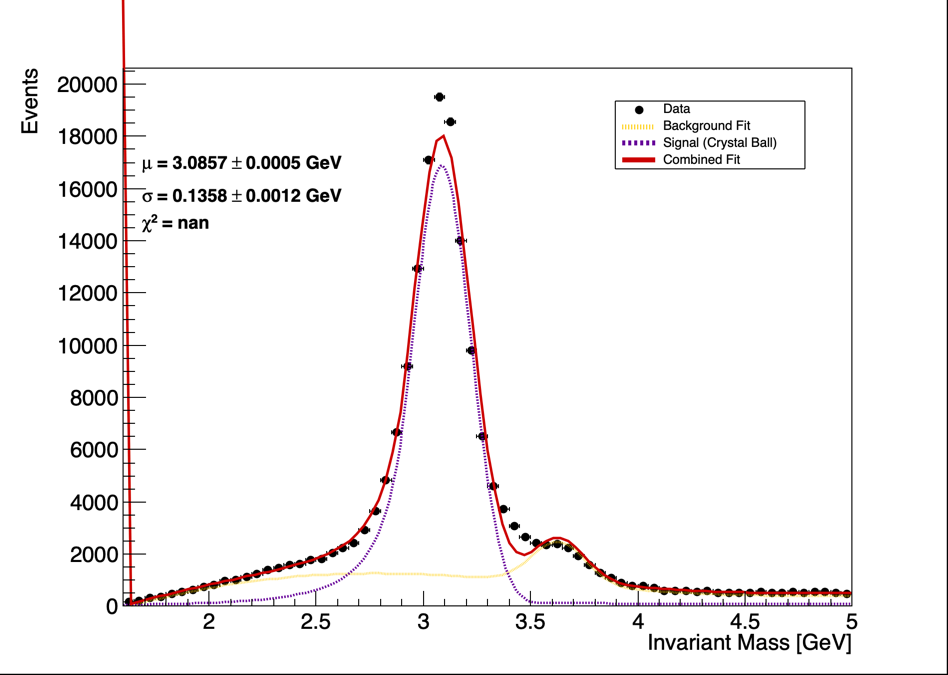 Events
20000
18000
16000
14000
12000
10000
8000
6000
4000
2000
0
μ = 3.0857 ± 0.0005 GeV
σ = 0.1358 ± 0.0012 GeV
χ² = nan
Data
Background Fit
Signal (Crystal Ball)
Combined Fit
2 2.5 3 3.5 4 4.5 5
Invariant Mass [GeV]